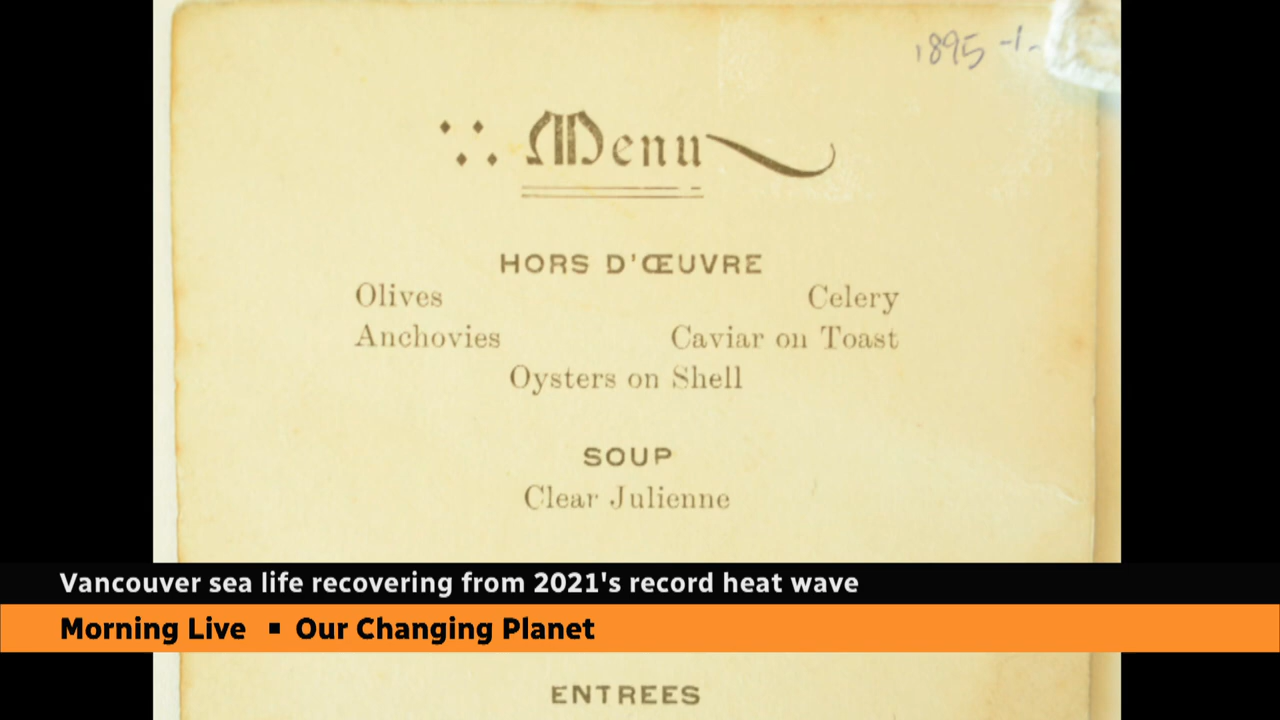 1895 -1-
Menu
HORS D'ŒUVRE
Olives Celery
Anchovies Caviar on Toast
Oysters on Shell
SOUP
Clear Julienne
Vancouver sea life recovering from 2021's record heat wave
Morning Live ▪ Our Changing Planet
ENTREES